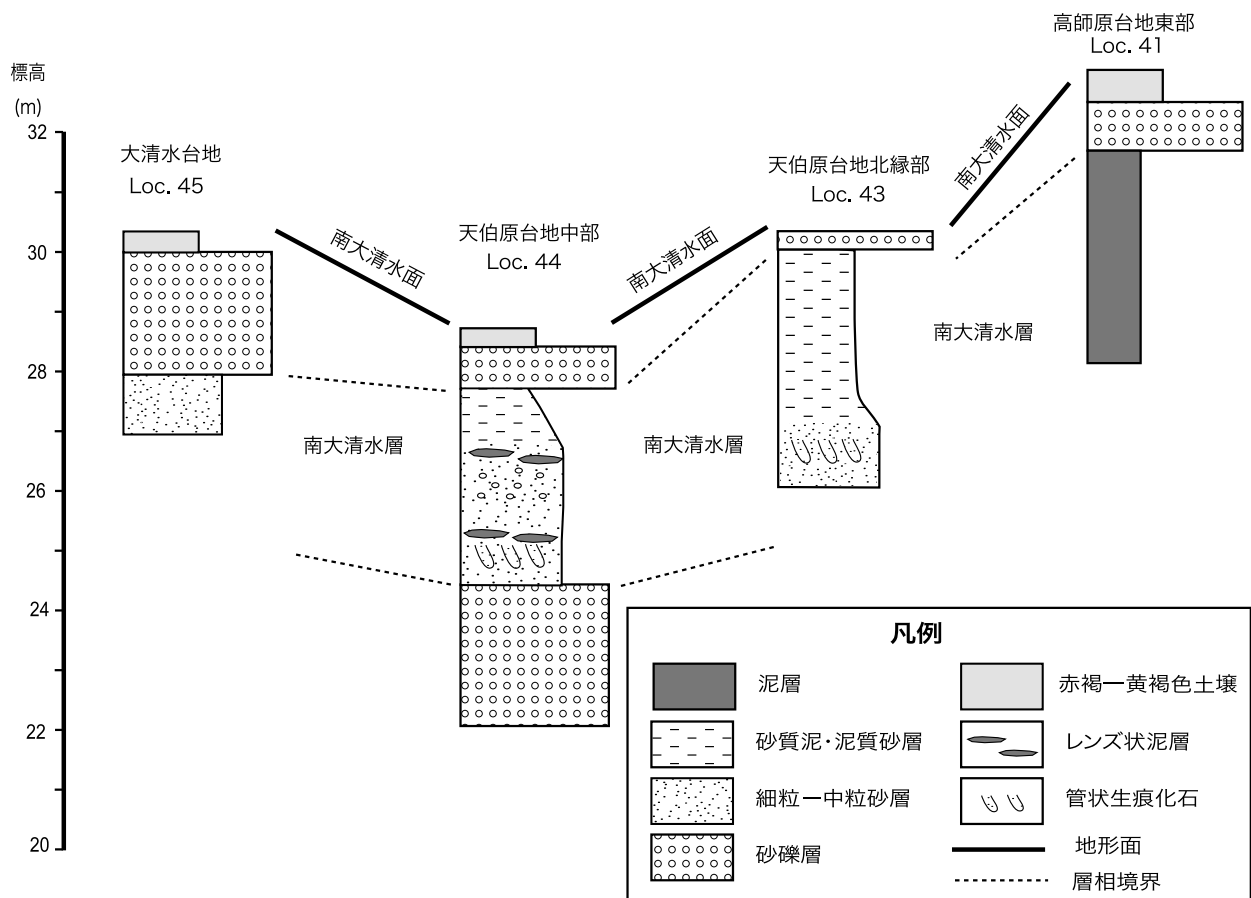 高師原台地東部
Loc. 41
標高
(m)
32
30
28
26
24
22
20
大清水台地
Loc. 45
南大清水面
天伯原台地中部
Loc. 44
南大清水面
天伯原台地北縁部
Loc. 43
南大清水面
南大清水層
南大清水層
南大清水層
凡例
泥層
砂質泥・泥質砂層
細粒ー中粒砂層
砂礫層
赤褐ー黄褐色土壌
レンズ状泥層
管状生痕化石
地形面
層相境界